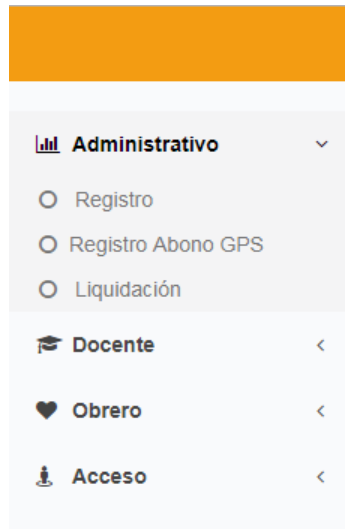 Administrativo
Registro
Registro Abono GPS
Liquidación
Docente
Obrero
Acceso